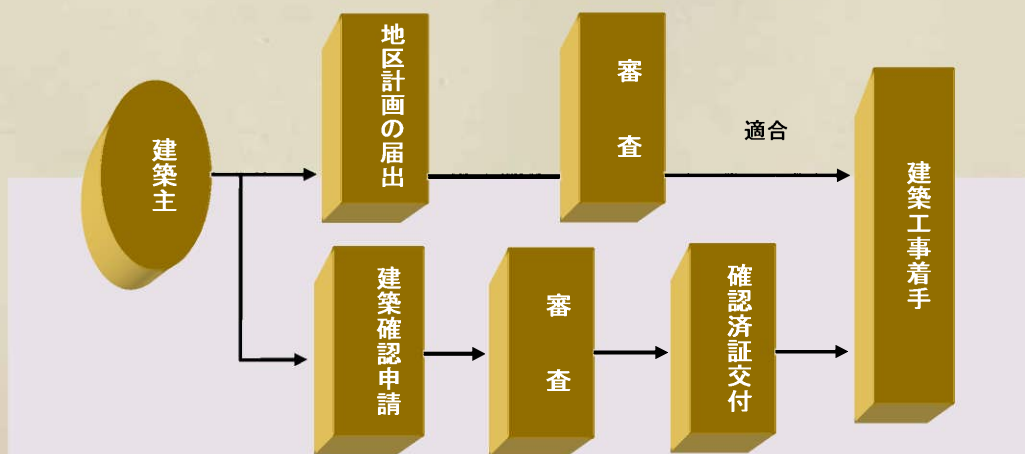 建築主
地区計画の届出
審査
適合
建築確認申請
審査
確認済証交付
建築工事着手